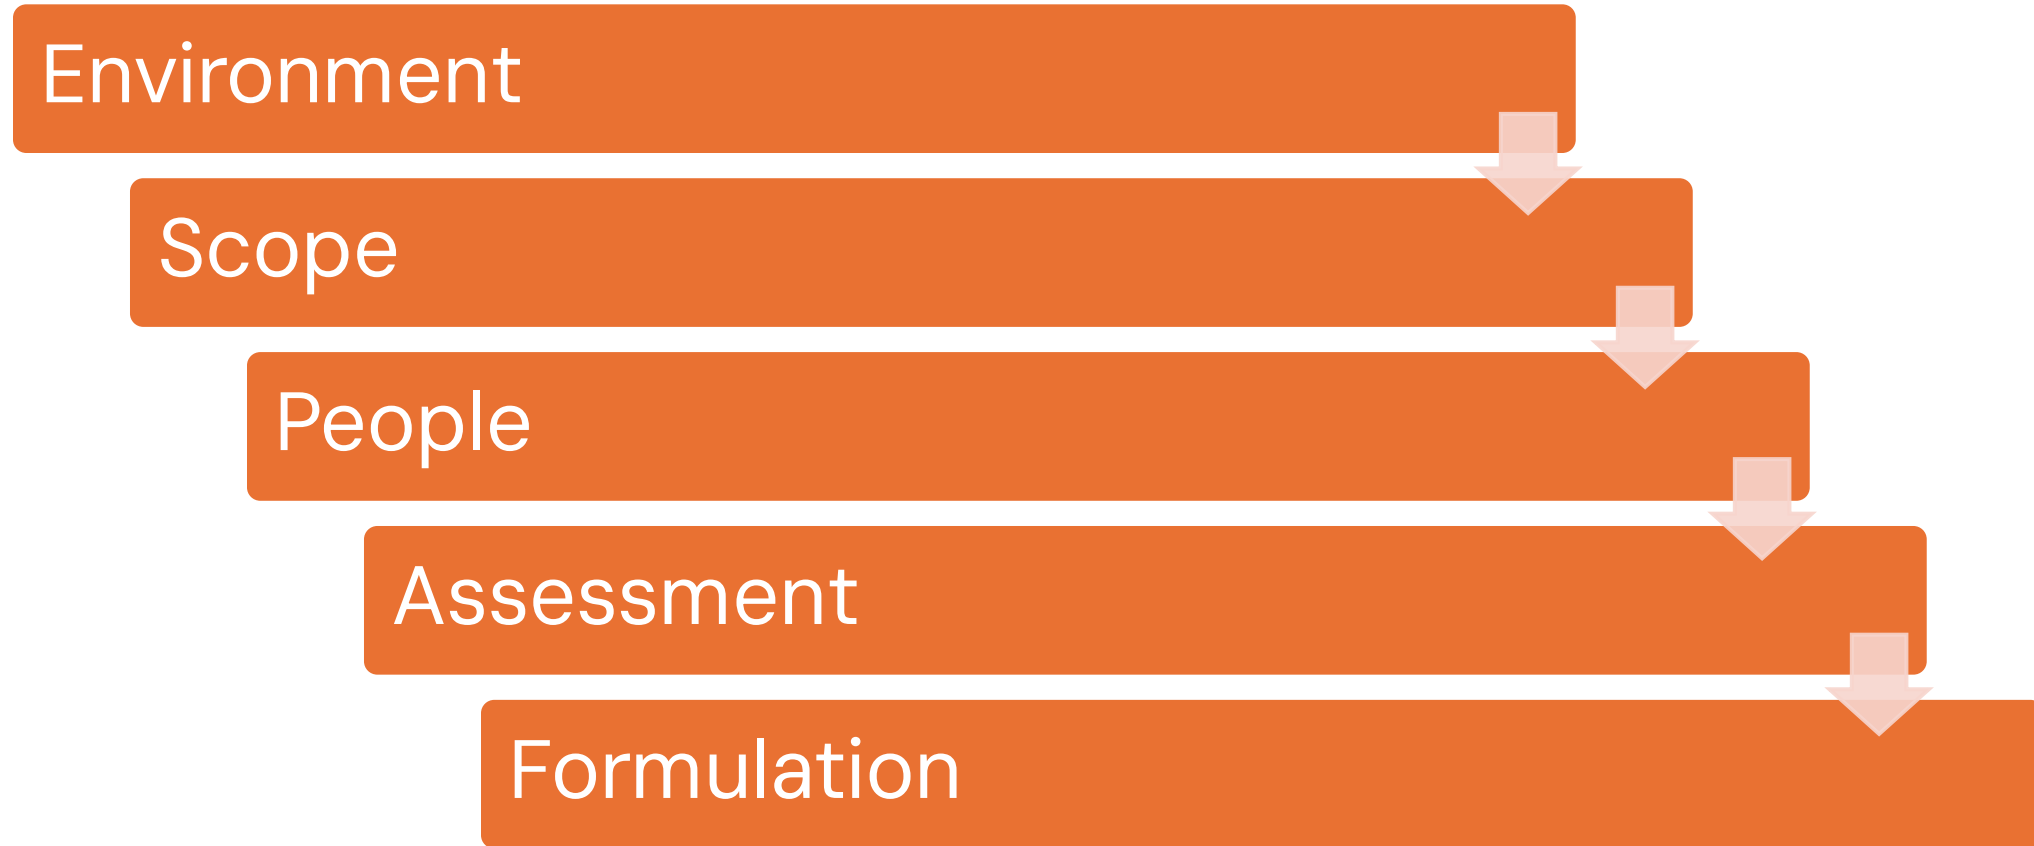 Environment
Scope
People
Assessment
Formulation